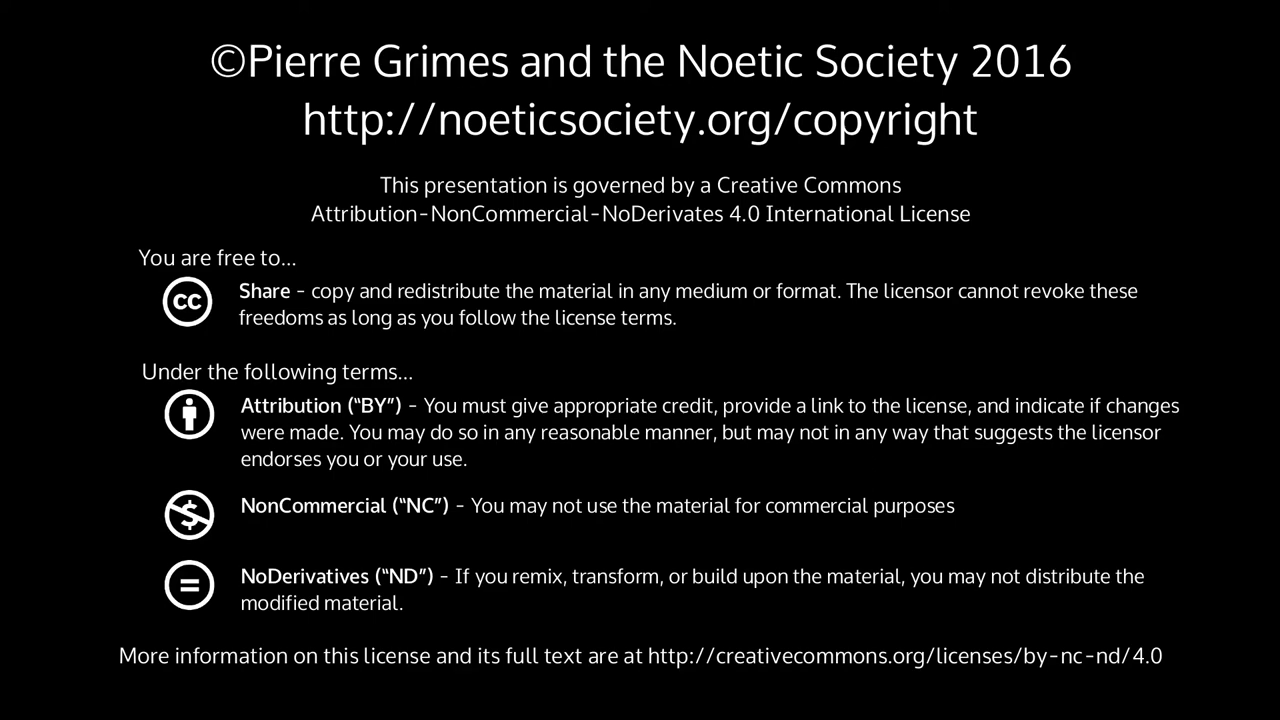 ©Pierre Grimes and the Noetic Society 2016
http://noeticsociety.org/copyright
This presentation is governed by a Creative Commons
Attribution-NonCommercial-NoDerivates 4.0 International License
You are free to...
cc
Share - copy and redistribute the material in any medium or format. The licensor cannot revoke these
freedoms as long as you follow the license terms.
Under the following terms...
Attribution (“BY”) - You must give appropriate credit, provide a link to the license, and indicate if changes
were made. You may do so in any reasonable manner, but may not in any way that suggests the licensor
endorses you or your use.
$
NonCommercial (“NC”) - You may not use the material for commercial purposes
=
NoDerivatives (“ND”) - If you remix, transform, or build upon the material, you may not distribute the
modified material.
More information on this license and its full text are at http://creativecommons.org/licenses/by-nc-nd/4.0